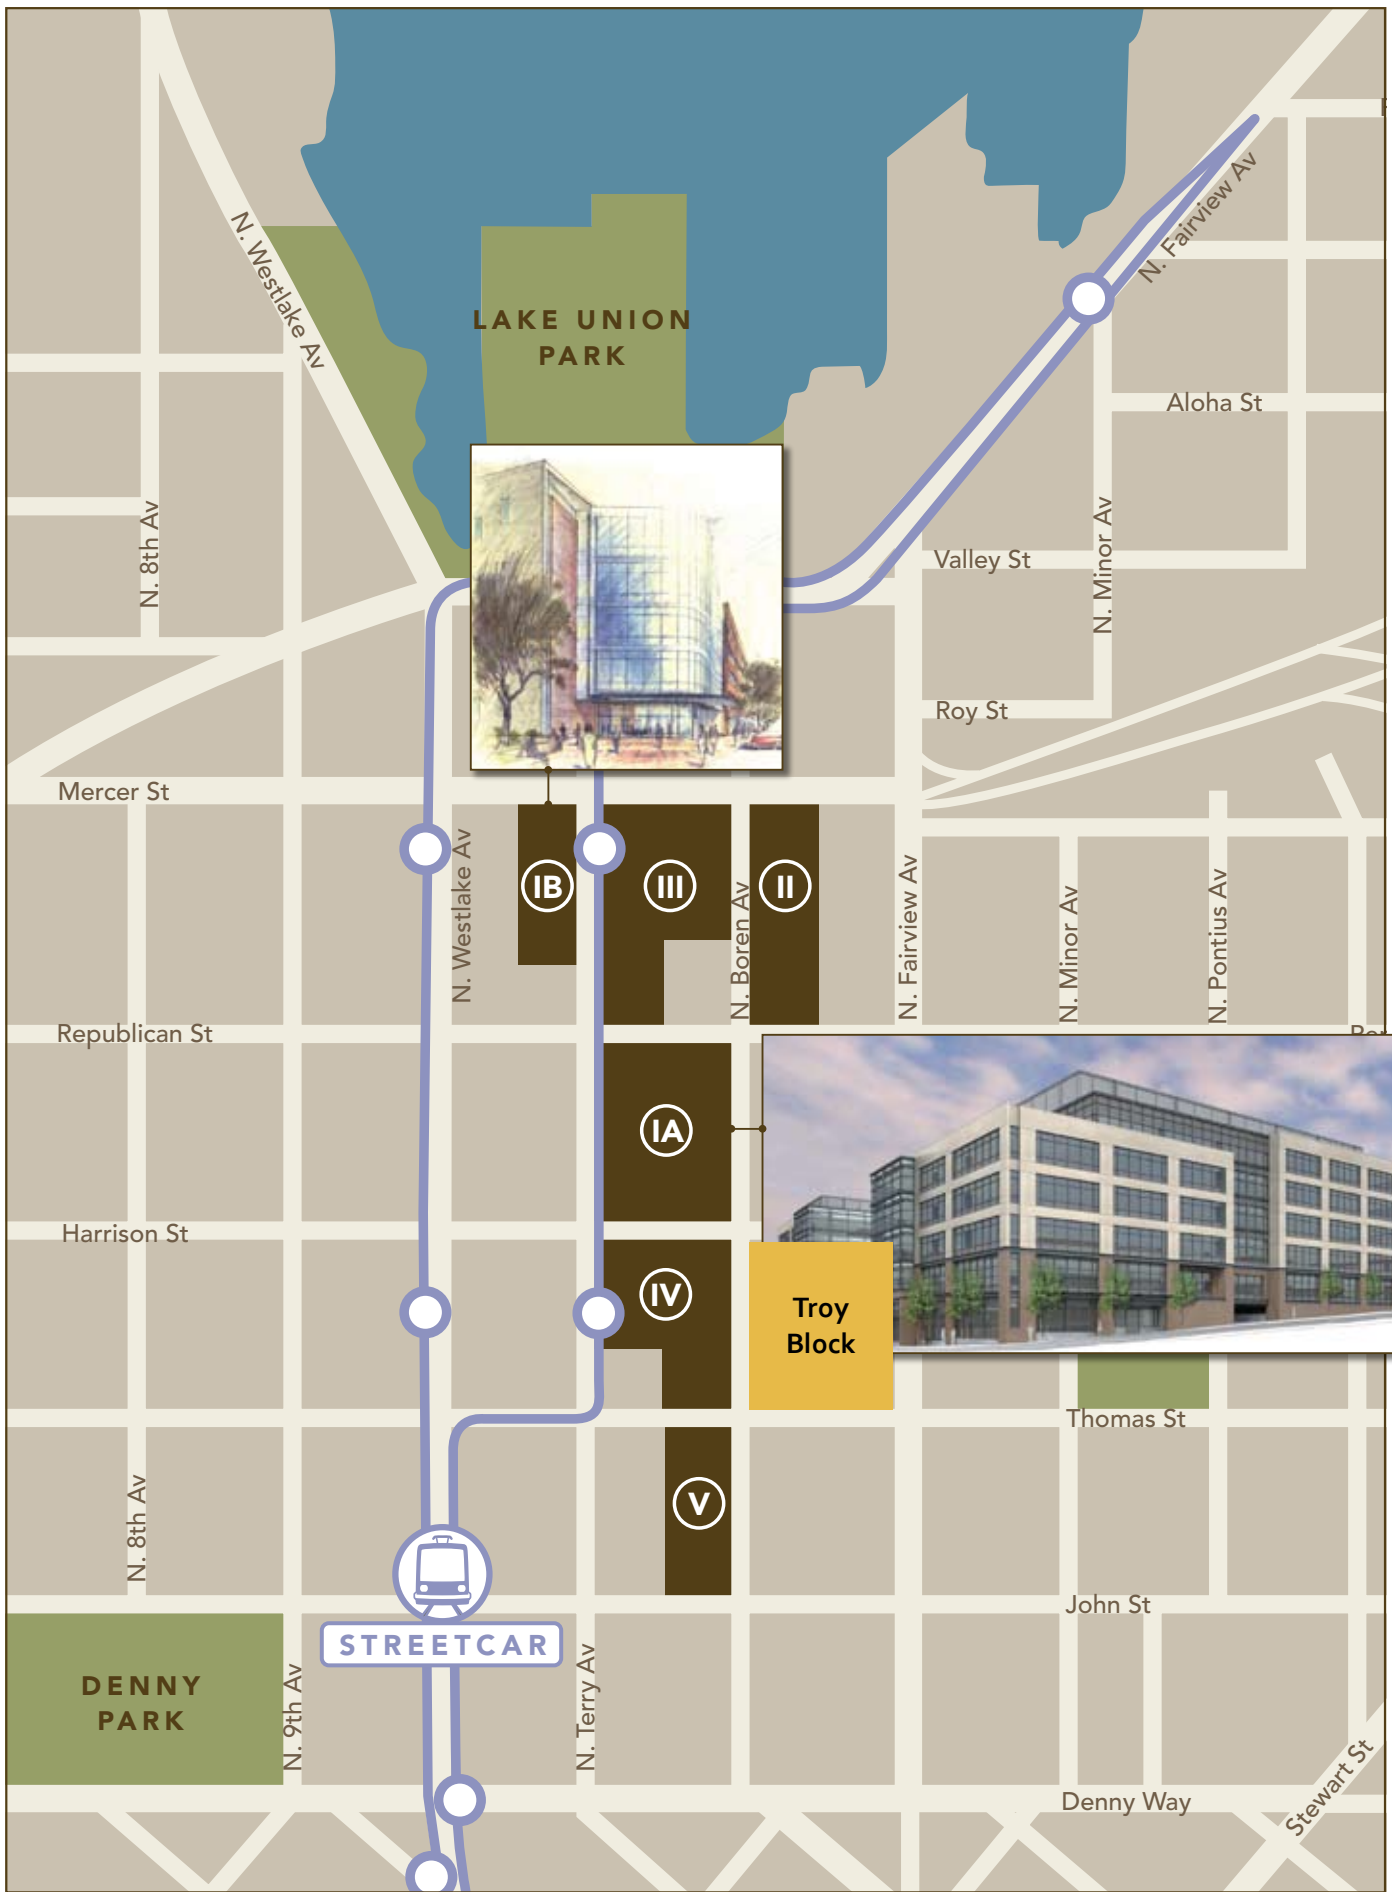 N. Fairview Av
N. Westlake Av
LAKE UNION
PARK
Aloha St
N. 8th Av
N. Minor Av
Valley St
Roy St
Mercer St
N. Westlake Av
IB
III
II
N. Boren Av
N. Fairview Av
N. Minor Av
N. Pontius Av
Republican St
IA
Harrison St
IV
Troy
Block
Thomas St
V
N. 8th Av
John St
STREETCAR
DENNY
PARK
N. 9th Av
N. Terry Av
Denny Way
Stewart St